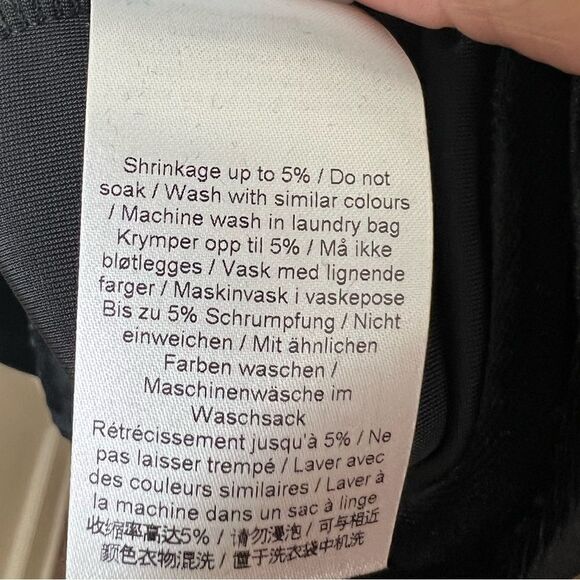 Shrinkage up to 5% / Do not
soak / Wash with similar colours
/ Machine wash in laundry bag
Krymper opp til 5% / Må ikke
bløtlegges / Vask med lignende
farger / Maskinvask i vaskepose
Bis zu 5% Schrumpfung / Nicht
einweichen / Mit ähnlichen
Farben waschen /
Maschinenwäsche im
Waschsack
Rétrécissement jusqu'à 5% / Ne
pas laisser trempé / Laver avec
des couleurs similaires / Laver à
la machine dans un sac à linge
收缩率高达5% / 请勿漫泡 / 可与相近
颜色衣物混洗 / 置于洗衣袋中机洗